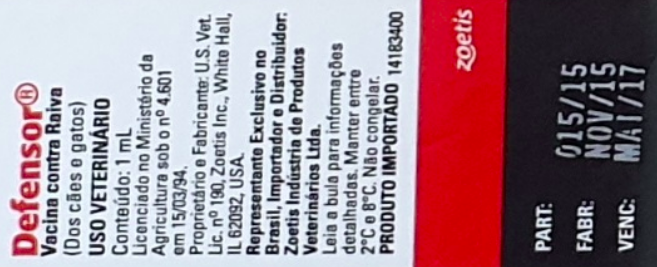 Defensor®
Vacina contra Raiva
(Dos cães e gatos)
USO VETERINÁRIO
Conteúdo: 1 mL
Licenciado no Ministério da
Agricultura sob o nº 4.601
em 15/03/94.
Proprietário e Fabricante: U.S. Vet.
Lic. nº 190, Zoetis Inc., White Hall,
IL 62092, USA.
Representante Exclusivo no
Brasil, Importador e Distribuidor:
Zoetis Indústria de Produtos
Veterinários Ltda.
Leia a bula para informações
detalhadas. Manter entre
2°C e 8°C. Não congelar.
PRODUTO IMPORTADO 14183400
zoetis
PART: 015/15
FABR: NOV/15
VENC: MAI/17